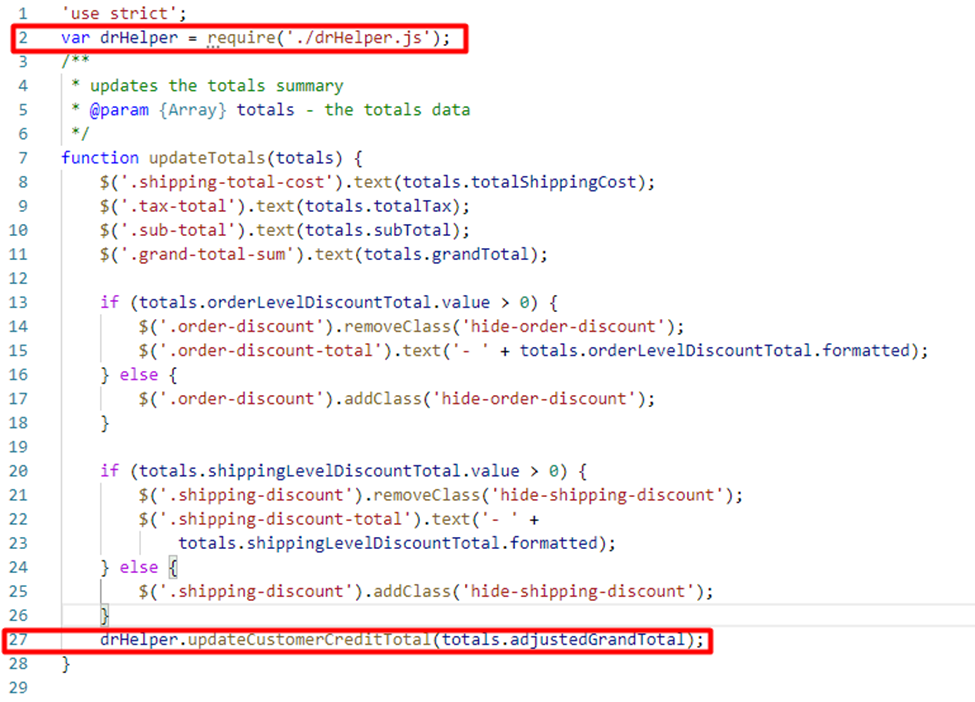 1 'use strict';
2 var drHelper = require('./drHelper.js');
3 /**
4 * updates the totals summary
5 * @param {Array} totals - the totals data
6 */
7 function updateTotals(totals) {
8 $('.shipping-total-cost').text(totals.totalShippingCost);
9 $('.tax-total').text(totals.totalTax);
10 $('.sub-total').text(totals.subTotal);
11 $('.grand-total-sum').text(totals.grandTotal);
12
13 if (totals.orderLevelDiscountTotal.value > 0) {
14 $('.order-discount').removeClass('hide-order-discount');
15 $('.order-discount-total').text('- ' + totals.orderLevelDiscountTotal.formatted);
16 } else {
17 $('.order-discount').addClass('hide-order-discount');
18 }
19
20 if (totals.shippingLevelDiscountTotal.value > 0) {
21 $('.shipping-discount').removeClass('hide-shipping-discount');
22 $('.shipping-discount-total').text('- ' +
23 totals.shippingLevelDiscountTotal.formatted);
24 } else {
25 $('.shipping-discount').addClass('hide-shipping-discount');
26 }
27 drHelper.updateCustomerCreditTotal(totals.adjustedGrandTotal);
28 }
29